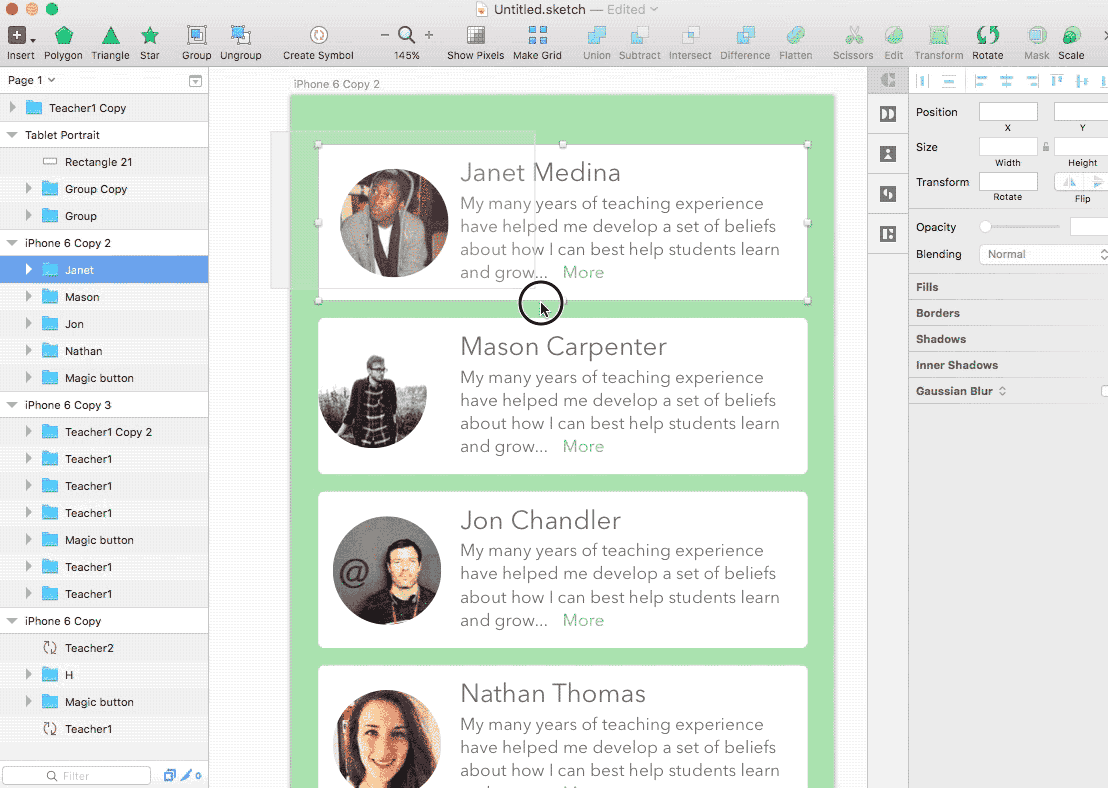 Untitled.sketch — Edited
Insert Polygon Triangle Star Group Ungroup Create Symbol 145% Show Pixels Make Grid Union Subtract Intersect Difference Flatten Scissors Edit Transform Rotate Mask Scale
Page 1
Teacher1 Copy
Tablet Portrait
Rectangle 21
Group Copy
Group
iPhone 6 Copy 2
Janet
Mason
Jon
Nathan
Magic button
iPhone 6 Copy 3
Teacher1 Copy 2
Teacher1
Teacher1
Teacher1
Magic button
Teacher1
Teacher1
iPhone 6 Copy
Teacher2
H
Magic button
Teacher1
Filter
0
iPhone 6 Copy 2
Janet Medina
My many years of teaching experience
have helped me develop a set of beliefs
about how I can best help students learn
and grow... More
Mason Carpenter
My many years of teaching experience
have helped me develop a set of beliefs
about how I can best help students learn
and grow... More
Jon Chandler
@
My many years of teaching experience
have helped me develop a set of beliefs
about how I can best help students learn
and grow... More
Nathan Thomas
My many years of teaching experience
have helped me develop a set of beliefs
about how I can best help students learn
Position
X Y
Size
Width Height
Transform
Rotate Flip
Opacity
Blending Normal
Fills
Borders
Shadows
Inner Shadows
Gaussian Blur